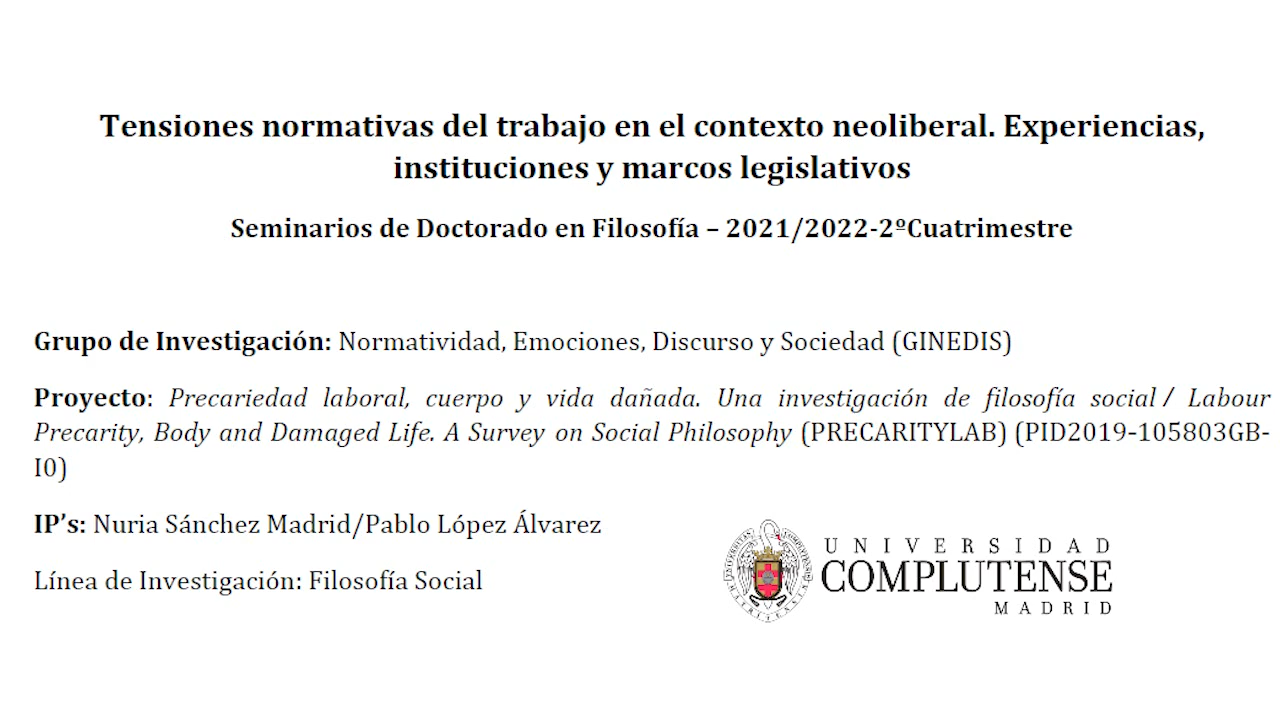 Tensiones normativas del trabajo en el contexto neoliberal. Experiencias,
instituciones y marcos legislativos
Seminarios de Doctorado en Filosofía – 2021/2022-2ºCuatrimestre
Grupo de Investigación: Normatividad, Emociones, Discurso y Sociedad (GINEDIS)
Proyecto: Precariedad laboral, cuerpo y vida dañada. Una investigación de filosofía social / Labour
Precarity, Body and Damaged Life. A Survey on Social Philosophy (PRECARITYLAB) (PID2019-105803GB-
I0)
IP’s: Nuria Sánchez Madrid/Pablo López Álvarez
Línea de Investigación: Filosofía Social
UNIVERSIDAD
COMPLUTENSE
MADRID